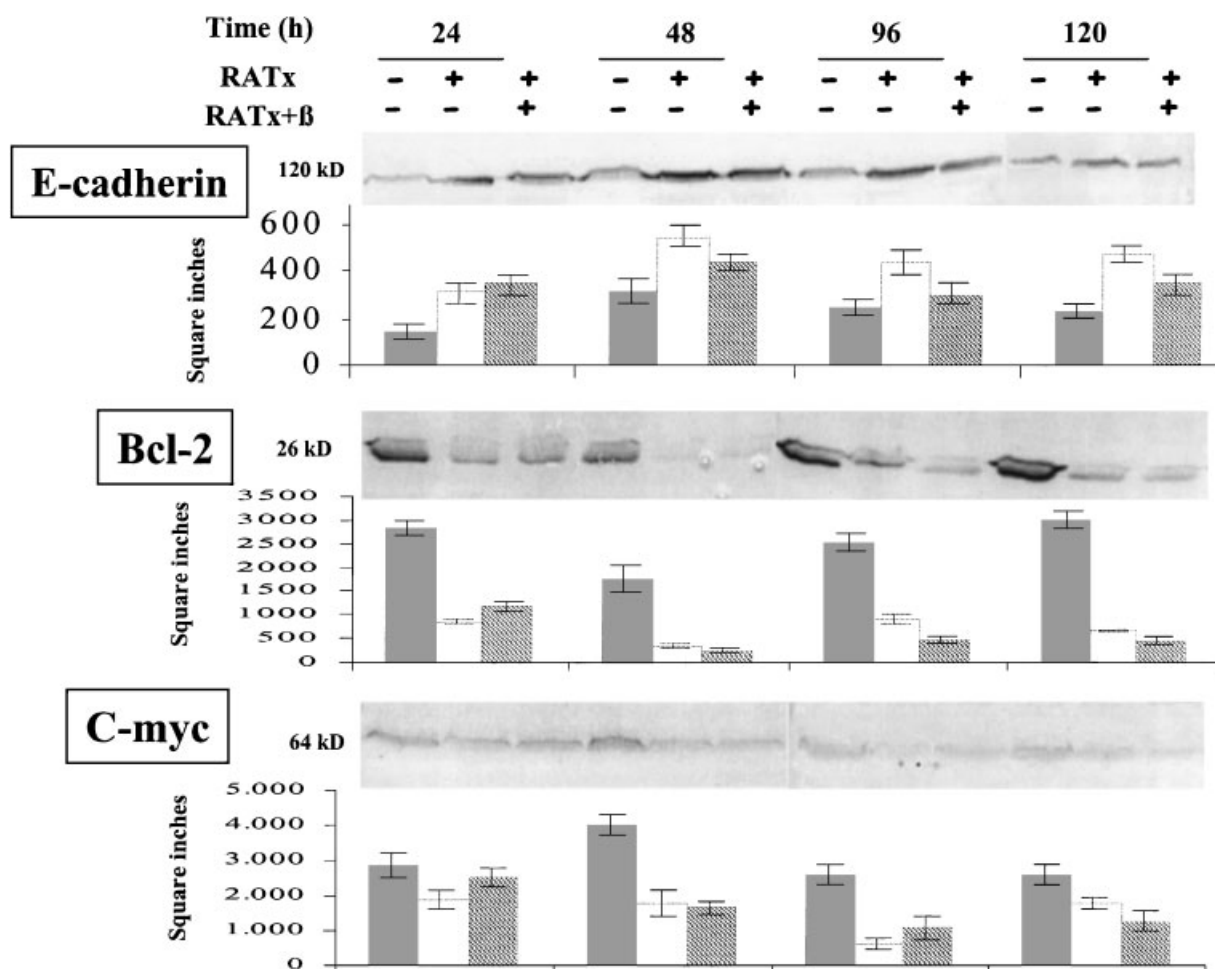 Time (h) 24 48 96 120
RATx - + + - + + - + + - + +
RATx+ß - - + - - + - - + - - +
E-cadherin
120 kD
Square inches
600
400
200
0
Bcl-2
26 kD
Square inches
3500
3000
2500
2000
1500
1000
500
0
C-myc
64 kD
Square inches
5.000
4.000
3.000
2.000
1.000
0